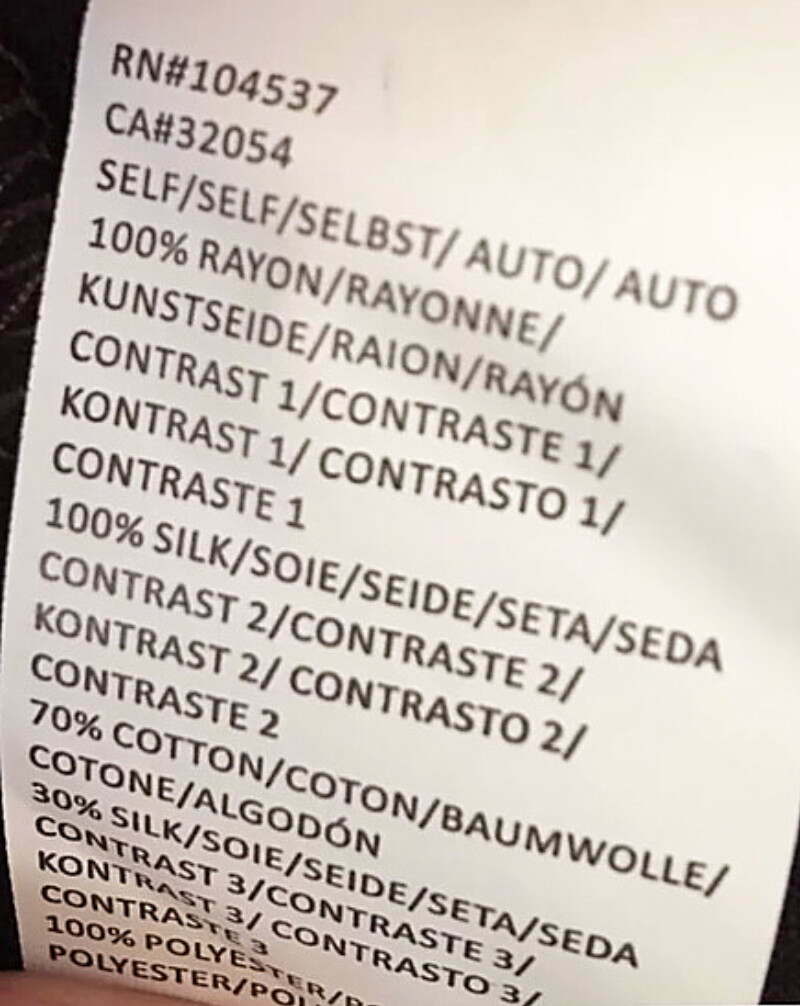 RN#104537
CA#32054
SELF/SELF/SELBST/ AUTO/ AUTO
100% RAYON/RAYONNE/
KUNSTSEIDE/RAION/RAYÓN
CONTRAST 1/CONTRASTE 1/
KONTRAST 1/ CONTRASTO 1/
CONTRASTE 1
100% SILK/SOIE/SEIDE/SETA/SEDA
CONTRAST 2/CONTRASTE 2/
KONTRAST 2/ CONTRASTO 2/
CONTRASTE 2
70% COTTON/COTON/BAUMWOLLE/
COTONE/ALGODÓN
30% SILK/SOIE/SEIDE/SETA/SEDA
CONTRAST 3/CONTRASTE 3/
KONTRAST 3/ CONTRASTO 3/
CONTRASTE 3
100% POLYESTER/
POLYESTER/